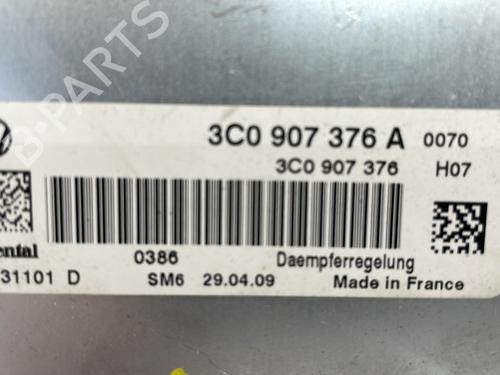 3C0 907 376 A 0070
3C0 907 376 H07
0386 Daempferregelung
31101 D SM6 29.04.09 Made in France
B-PARTS